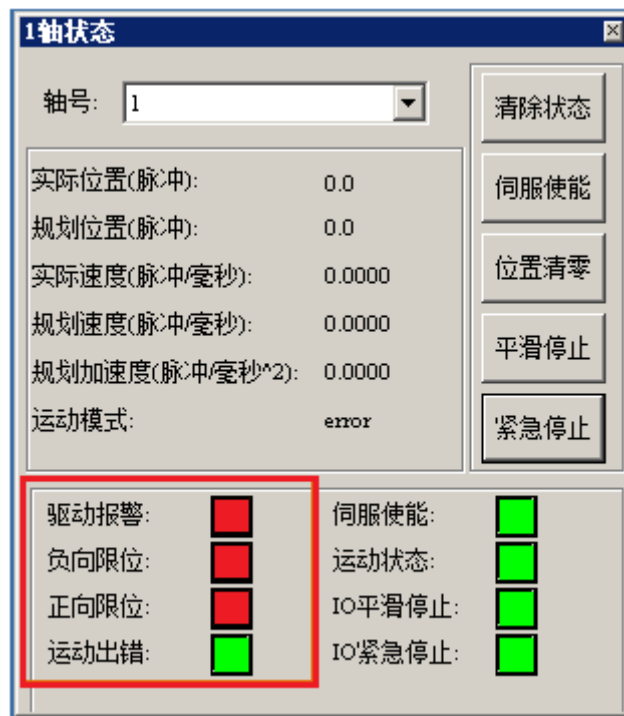 1轴状态
轴号: 1
清除状态
实际位置(脉冲): 0.0
伺服使能
规划位置(脉冲): 0.0
实际速度(脉冲/毫秒): 0.0000
位置清零
规划速度(脉冲/毫秒): 0.0000
平滑停止
规划加速度(脉冲/毫秒^2): 0.0000
运动模式: error
紧急停止
驱动报警: 伺服使能:
负向限位: 运动状态:
正向限位: IO平滑停止:
运动出错: IO紧急停止: